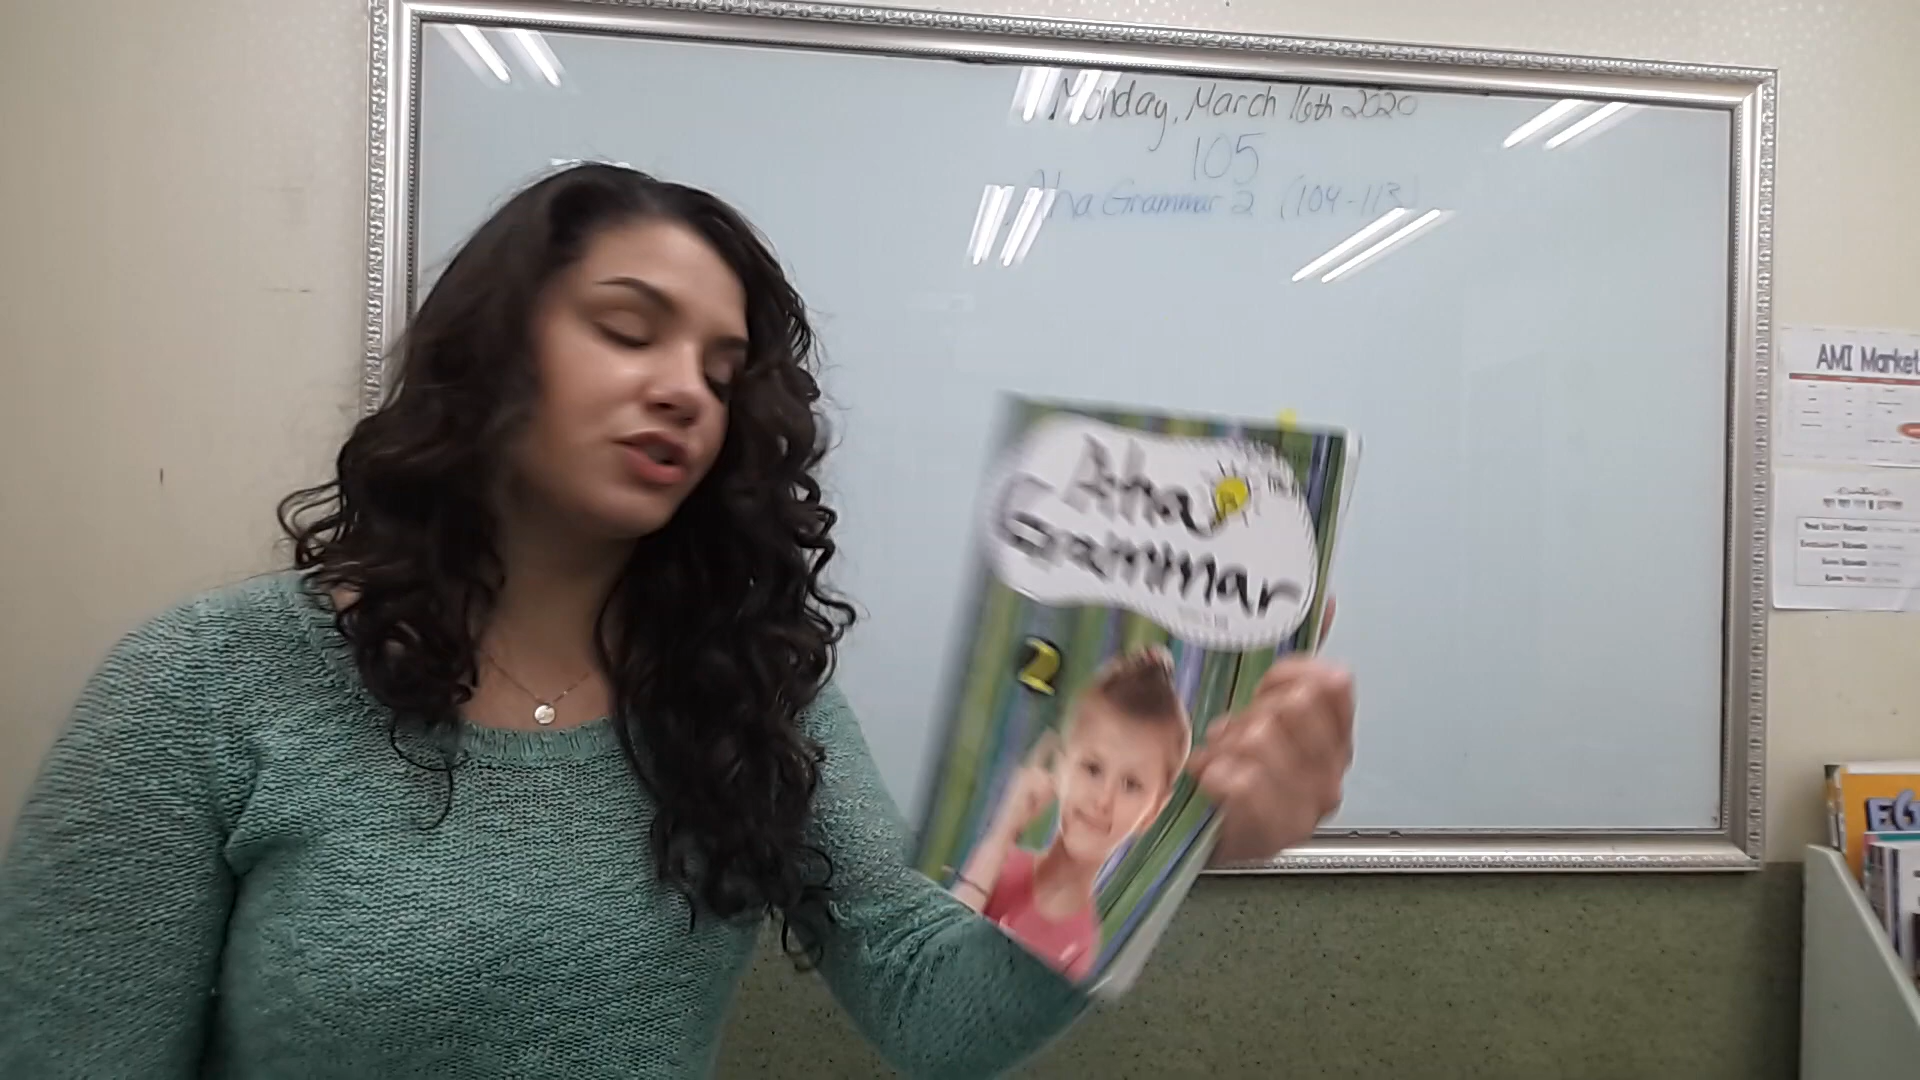 Monday, March 16th 2020
105
Aha Grammar 2 (104-113)
Aha
Grammar
2
AMI Market